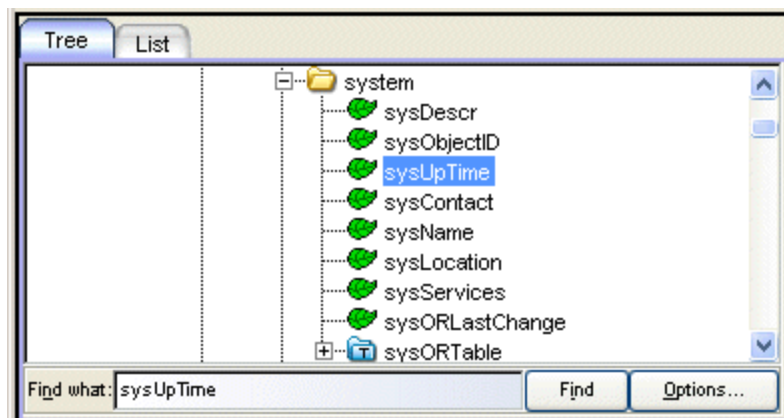 Tree List
system
sysDescr
sysObjectID
sysUpTime
sysContact
sysName
sysLocation
sysServices
sysORLastChange
T sysORTable
Find what: sysUpTime Find Options...